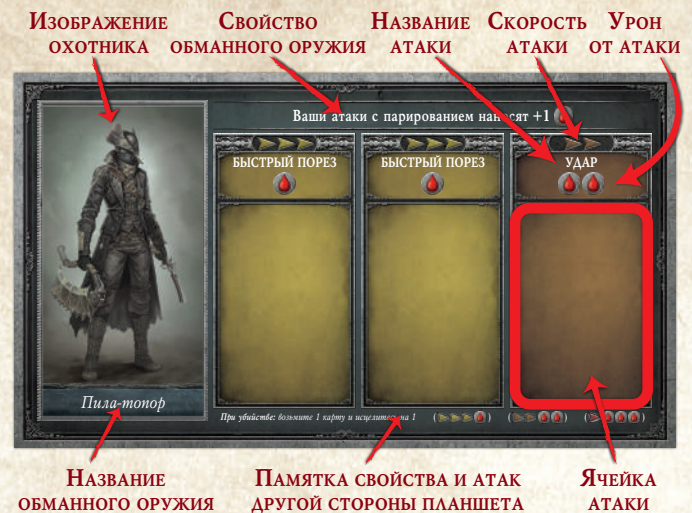 Изображение охотника
Свойство обманного оружия
Название атаки
Скорость атаки
Урон от атаки
Ваши атаки с парированием наносят +1
БЫСТРЫЙ ПОРЕЗ
БЫСТРЫЙ ПОРЕЗ
УДАР
Пила-топор
При убийстве: возьмите 1 карту и исцелитесь на 1
Название обманного оружия
Памятка свойства и атак другой стороны планшета
Ячейка атаки